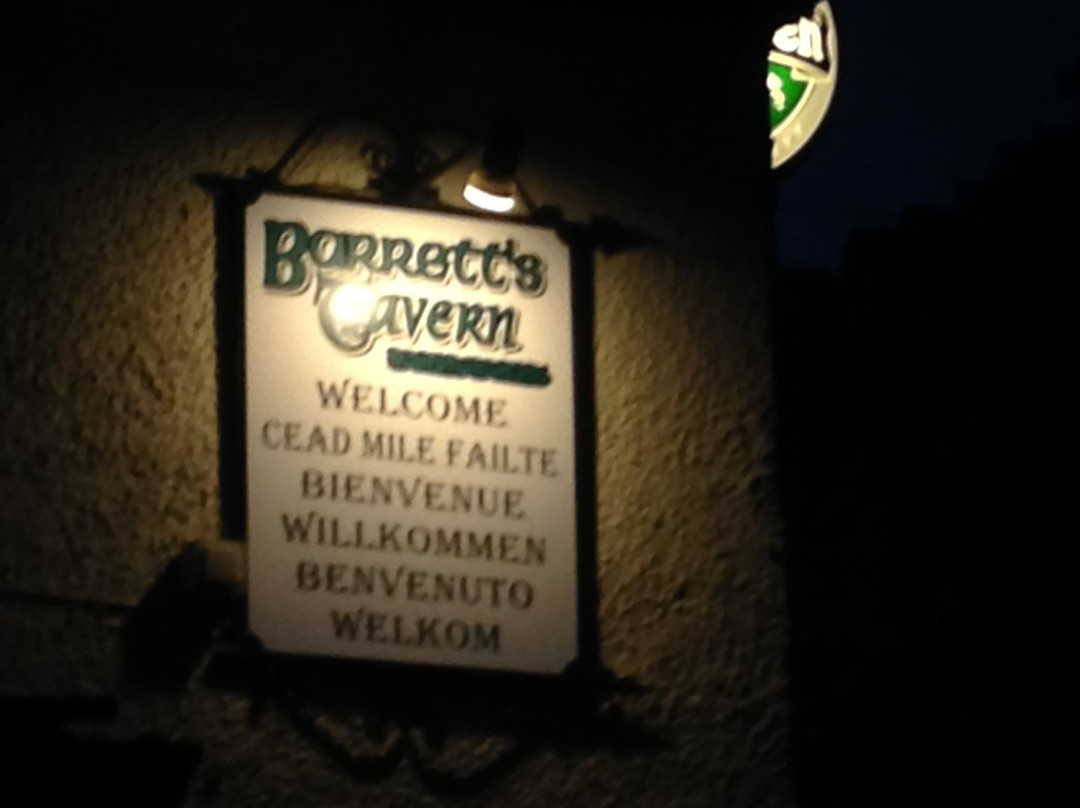 Barrett's
Tavern
WELCOME
CEAD MILE FAILTE
BIENVENUE
WILLKOMMEN
BENVENUTO
WELKOM